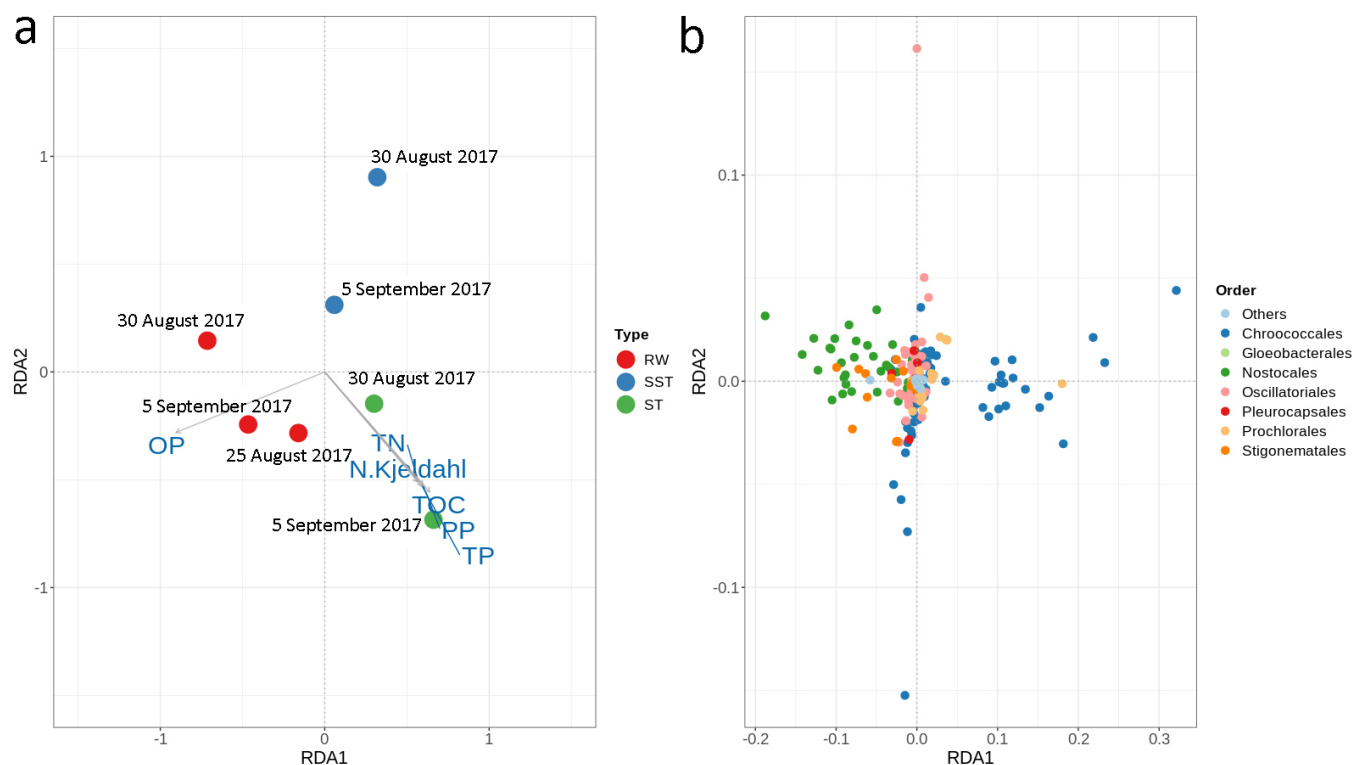 a
30 August 2017
5 September 2017
30 August 2017
30 August 2017
5 September 2017
OP
25 August 2017
TN
N.Kjeldahl
TOC
5 September 2017
PP
TP
1
0
-1
RDA2
-1
0
1
RDA1
Type
RW
SST
ST
b
0.1
0.0
-0.1
RDA2
-0.2
-0.1
0.0
0.1
0.2
0.3
RDA1
Order
Others
Chroococcales
Gloeobacterales
Nostocales
Oscillatoriales
Pleurocapsales
Prochlorales
Stigonematales